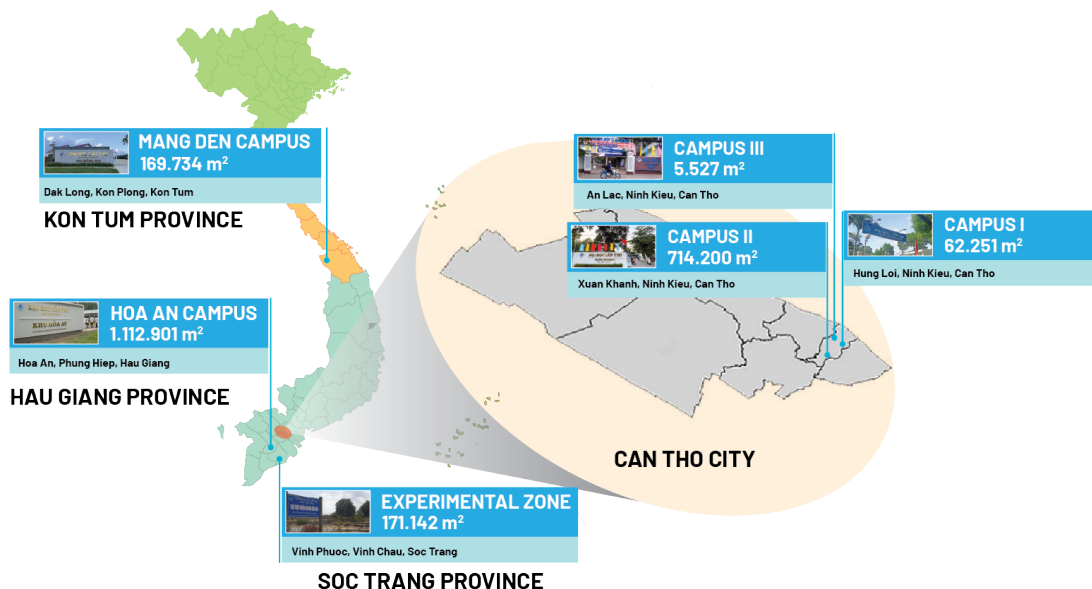 MANG DEN CAMPUS
169.734 m²
Dak Long, Kon Plong, Kon Tum
KON TUM PROVINCE
HOA AN CAMPUS
1.112.901 m²
Hoa An, Phung Hiep, Hau Giang
HAU GIANG PROVINCE
EXPERIMENTAL ZONE
171.142 m²
Vinh Phuoc, Vinh Chau, Soc Trang
SOC TRANG PROVINCE
CAMPUS III
5.527 m²
An Lac, Ninh Kieu, Can Tho
CAMPUS II
714.200 m²
Xuan Khanh, Ninh Kieu, Can Tho
CAMPUS I
62.251 m²
Hung Loi, Ninh Kieu, Can Tho
CAN THO CITY
KHU HÒA AN